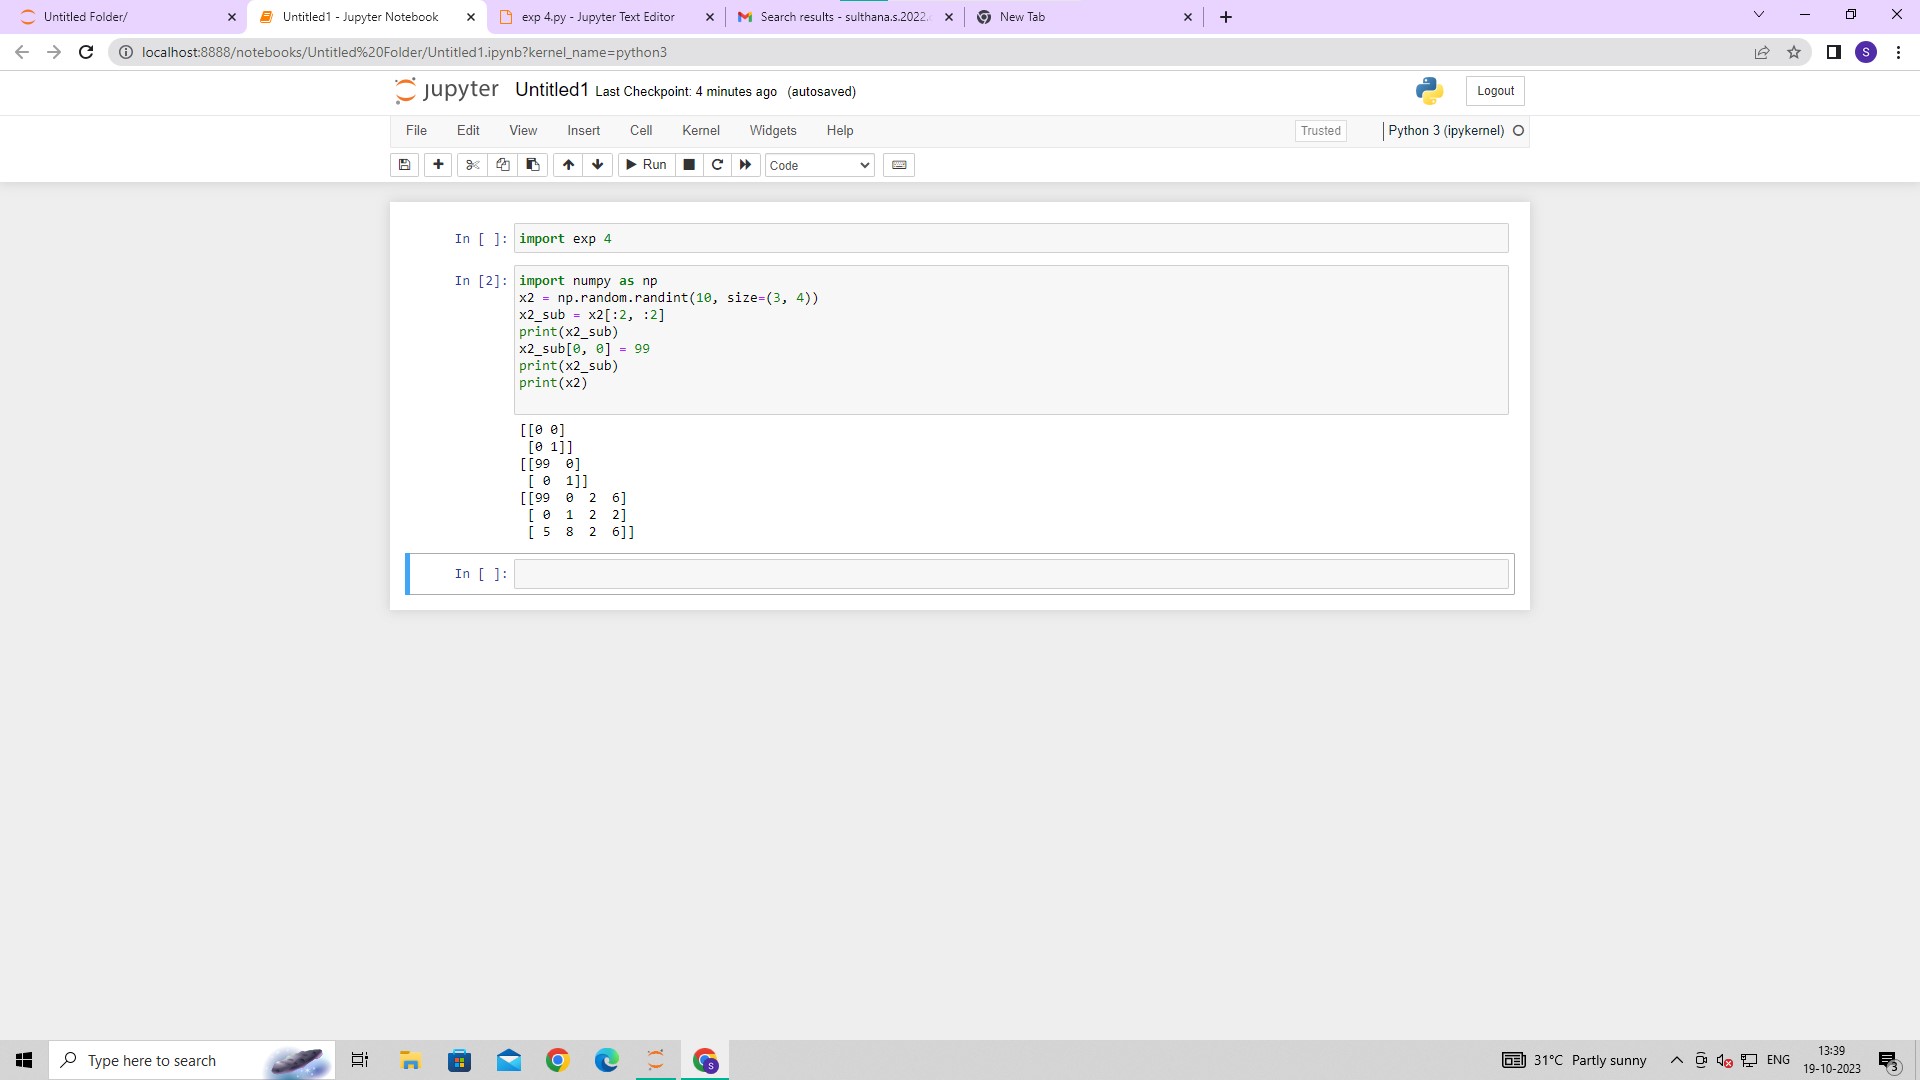 Untitled Folder/
Untitled1 - Jupyter Notebook
exp 4.py - Jupyter Text Editor
Search results - sulthana.s.2022.
New Tab
localhost:8888/notebooks/Untitled%20Folder/Untitled1.ipynb?kernel_name=python3
S
jupyter Untitled1 Last Checkpoint: 4 minutes ago (autosaved)
Logout
File Edit View Insert Cell Kernel Widgets Help
Trusted
Python 3 (ipykernel)
Run
Code
In [ ]: import exp 4
In [2]: import numpy as np
x2 = np.random.randint(10, size=(3, 4))
x2_sub = x2[:2, :2]
print(x2_sub)
x2_sub[0, 0] = 99
print(x2_sub)
print(x2)
[[0 0]
 [0 1]]
[[99  0]
 [ 0  1]]
[[99  0  2  6]
 [ 0  1  2  2]
 [ 5  8  2  6]]
In [ ]:
Type here to search
S
31°C Partly sunny
ENG
13:39
19-10-2023
3